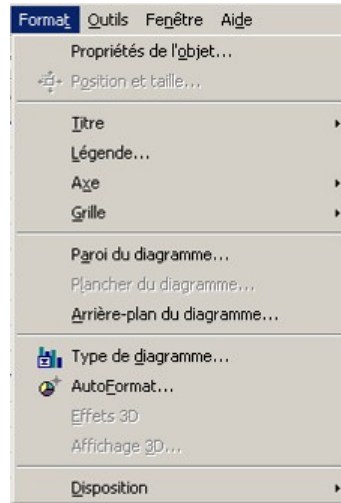 Format Outils Fenêtre Aide
Propriétés de l'objet...
Position et taille...
Titre
Légende...
Axe
Grille
Paroi du diagramme...
Plancher du diagramme...
Arrière-plan du diagramme...
Type de diagramme...
AutoFormat...
Effets 3D
Affichage 3D...
Disposition